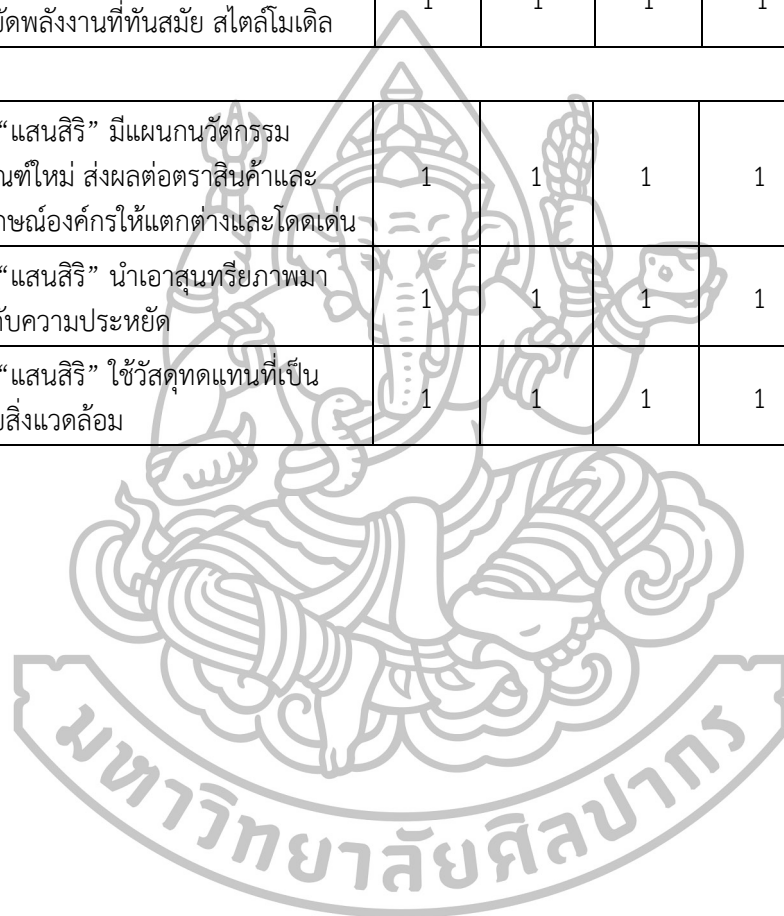 ัดพลังงานที่ทันสมัย สไตล์โมเดิล 1 1 1 1
“แสนสิริ” มีแผนกนวัตกรรม
ณฑ์ใหม่ ส่งผลต่อตราสินค้าและ 1 1 1 1
กษณ์องค์กรให้แตกต่างและโดดเด่น
“แสนสิริ” นำเอาสุนทรียภาพมา 1 1 1 1
กับความประหยัด
“แสนสิริ” ใช้วัสดุทดแทนที่เป็น 1 1 1 1
สิ่งแวดล้อม
มหาวิทยาลัยศิลปากร